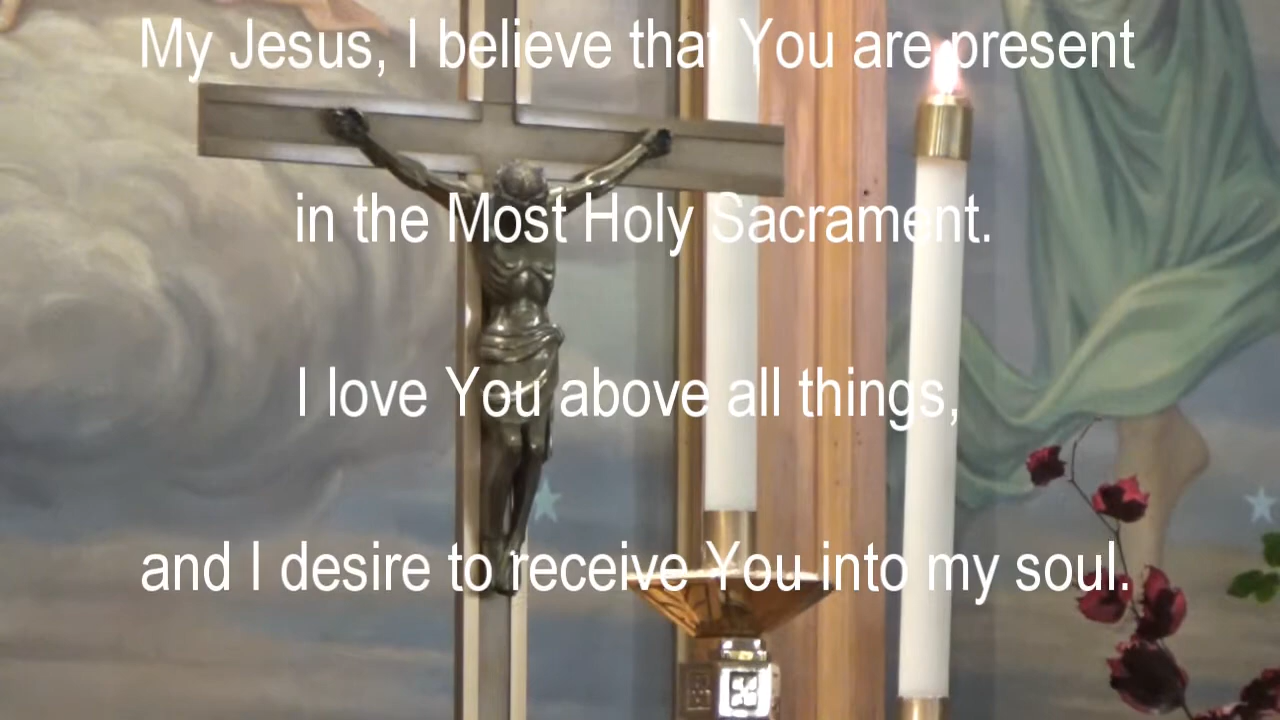 My Jesus, I believe that You are present
in the Most Holy Sacrament.
I love You above all things,
and I desire to receive You into my soul.